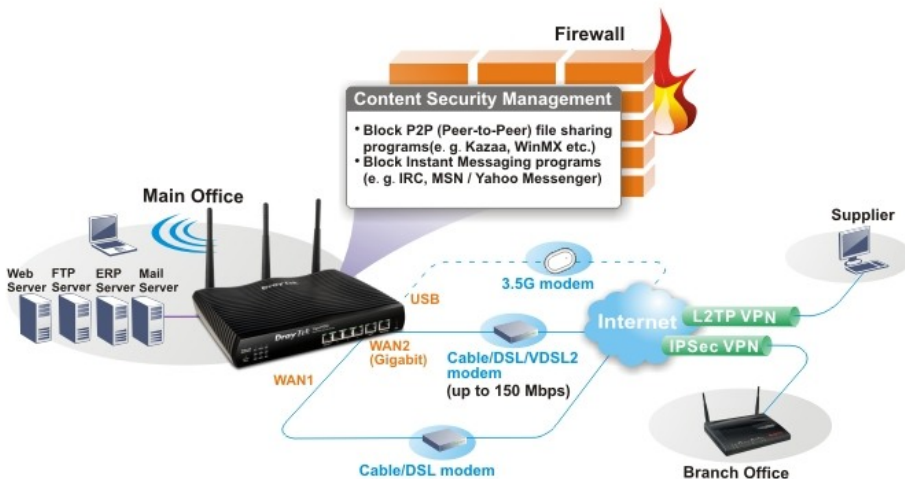 Firewall
Content Security Management
• Block P2P (Peer-to-Peer) file sharing
programs(e. g. Kazaa, WinMX etc.)
• Block Instant Messaging programs
(e. g. IRC, MSN / Yahoo Messenger)
Main Office
Web
Server
FTP
Server
ERP
Server
Mail
Server
Dray Tek
USB
WAN2
(Gigabit)
WAN1
3.5G modem
Cable/DSL/VDSL2
modem
(up to 150 Mbps)
Cable/DSL modem
Internet
L2TP VPN
IPSec VPN
Supplier
Branch Office